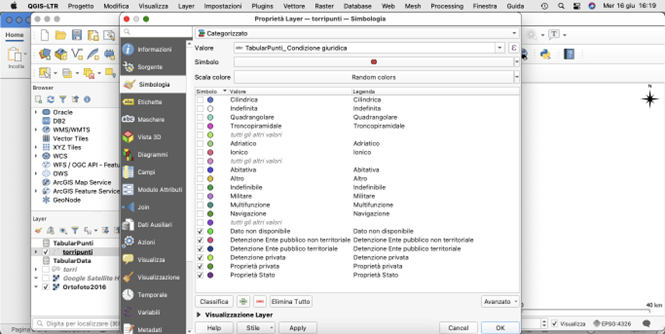 QGIS-LTR Progetto Modifica Visualizza Layer Impostazioni Plugins Vettore Raster Database Web Mesh Processing Finestra Guida Mer 16 giu 16:19
Proprietà Layer — torripunti — Simbologia
Home
Incolla
Browser
Oracle
DB2
WMS/WMTS
Vector Tiles
XYZ Tiles
WCS
WFS / OGC API - Featu
OWS
ArcGIS Map Service
ArcGIS Feature Service
GeoNode
Layer
TabularPunti
torripunti
torri
TabularData
Google Satellite H
Ortofoto2016
Digita per localizzare (⌘K)
Informazioni
Sorgente
Simbologia
Etichette
Maschere
Vista 3D
Diagrammi
Campi
Modulo Attributi
Join
Dati Ausiliari
Azioni
Visualizza
Visualizzazione
Temporale
Variabili
Metadati
Categorizzato
Valore abc TabularPunti_Condizione giuridica ε
Simbolo
Scala colore Random colors
Simbolo Valore Legenda
Cilindrica Cilindrica
Indefinita Indefinita
Quadrangolare Quadrangolare
Troncopiramidale Troncopiramidale
tutti gli altri valori
Adriatico Adriatico
Ionico Ionico
tutti gli altri valori
Abitativa Abitativa
Altro Altro
Indefinibile Indefinibile
Militare Militare
Multifunzione Multifunzione
Navigazione Navigazione
tutti gli altri valori
Dato non disponibile Dato non disponibile
Detenzione Ente pubblico non territoriale Detenzione Ente pubblico non territoriale
Detenzione Ente pubblico territoriale Detenzione Ente pubblico territoriale
Detenzione privata Detenzione privata
Proprietà privata Proprietà privata
Proprietà Stato Proprietà Stato
Classifica Elimina Tutto Avanzato
Visualizzazione Layer
Help Stile Apply Cancel OK
N
40 km
Visualizza EPSG:4326